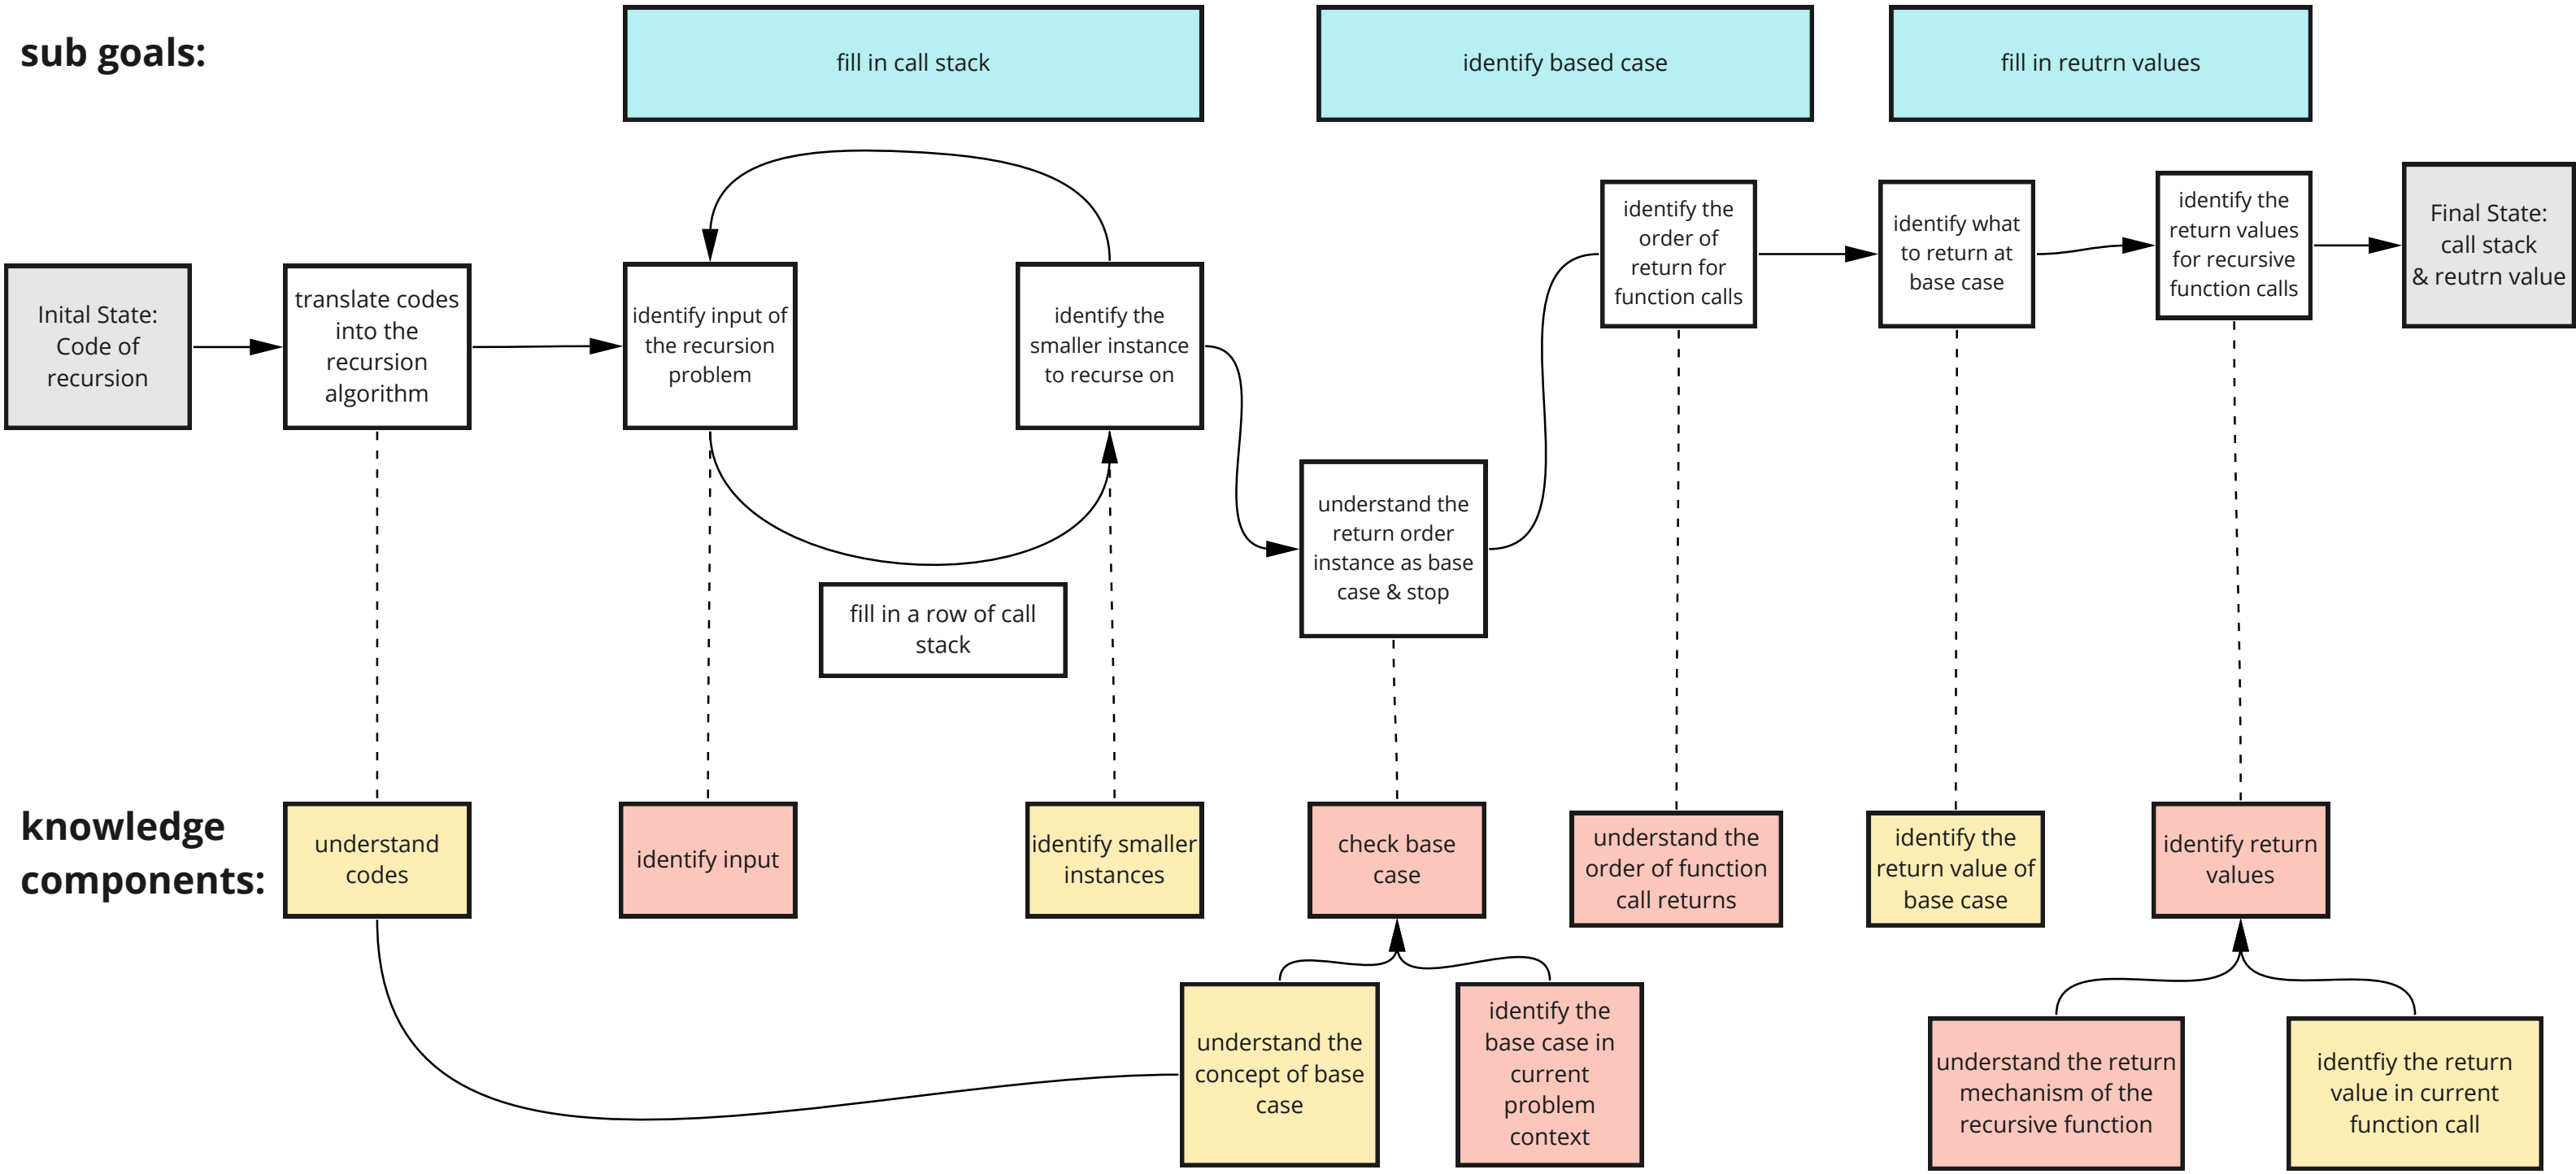 sub goals:
fill in call stack
identify based case
fill in reutrn values
Inital State:
Code of
recursion
translate codes
into the
recursion
algorithm
identify input of
the recursion
problem
identify the
smaller instance
to recurse on
fill in a row of call
stack
understand the
return order
instance as base
case & stop
identify the
order of
return for
function calls
identify what
to return at
base case
identify the
return values
for recursive
function calls
Final State:
call stack
& reutrn value
knowledge
components:
understand
codes
identify input
identify smaller
instances
check base
case
understand the
order of function
call returns
identify the
return value of
base case
identify return
values
understand the
concept of base
case
identify the
base case in
current
problem
context
understand the return
mechanism of the
recursive function
identfiy the return
value in current
function call